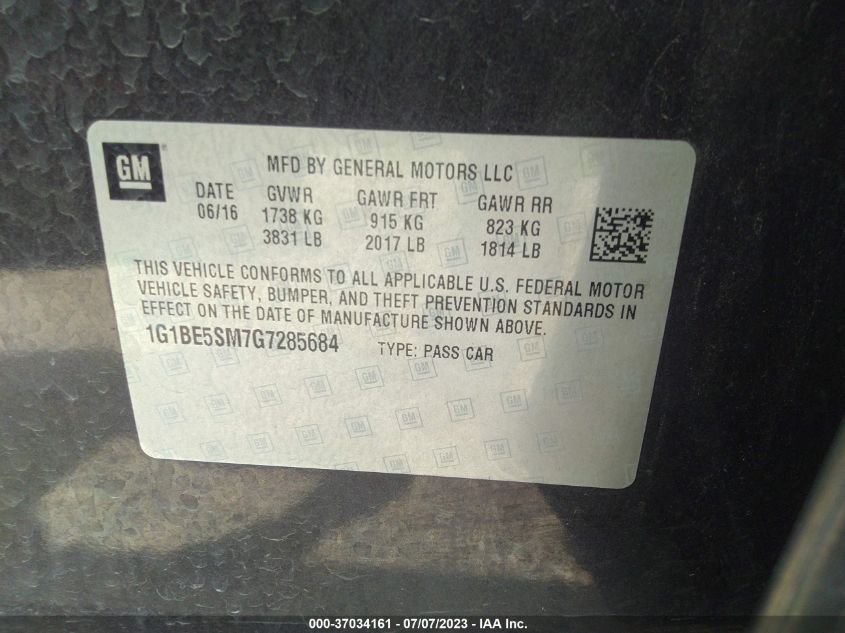 GM
MFD BY GENERAL MOTORS LLC
DATE GVWR GAWR FRT GAWR RR
06/16 1738 KG 915 KG 823 KG
3831 LB 2017 LB 1814 LB
THIS VEHICLE CONFORMS TO ALL APPLICABLE U.S. FEDERAL MOTOR
VEHICLE SAFETY, BUMPER, AND THEFT PREVENTION STANDARDS IN
EFFECT ON THE DATE OF MANUFACTURE SHOWN ABOVE.
1G1BE5SM7G7285684 TYPE: PASS CAR
000-37034161 - 07/07/2023 - IAA Inc.